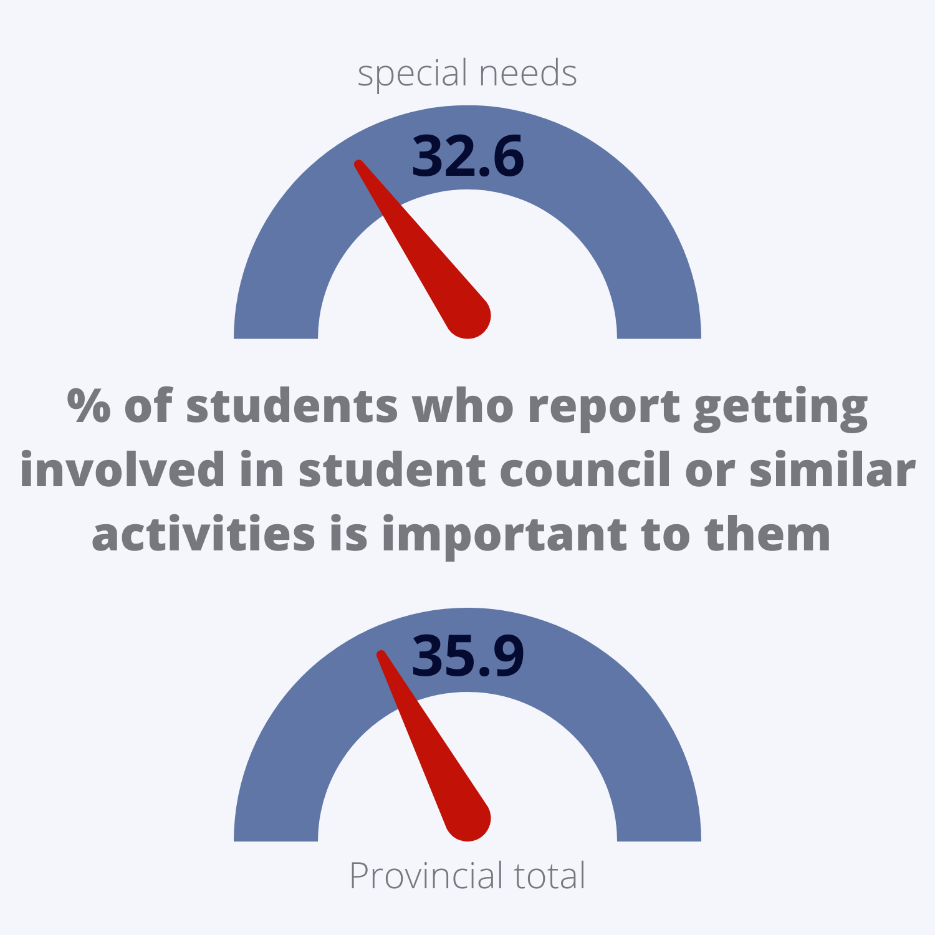 special needs
32.6
% of students who report getting
involved in student council or similar
activities is important to them
35.9
Provincial total